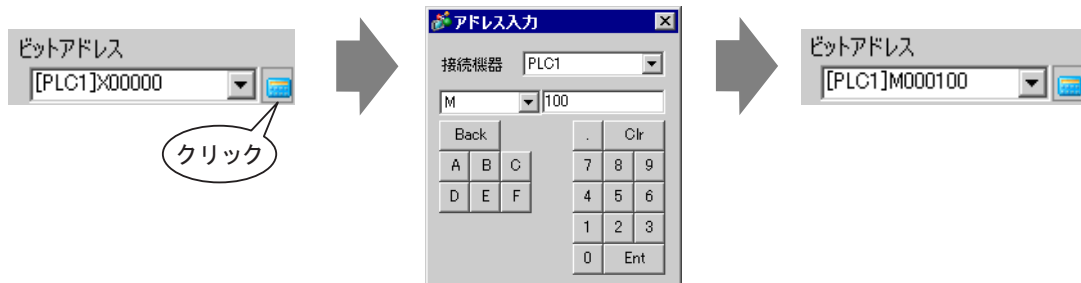 ビットアドレス
[PLC1]X00000
クリック
アドレス入力
接続機器 PLC1
M 100
Back . Clr
A B C 7 8 9
D E F 4 5 6
1 2 3
0 Ent
ビットアドレス
[PLC1]M000100